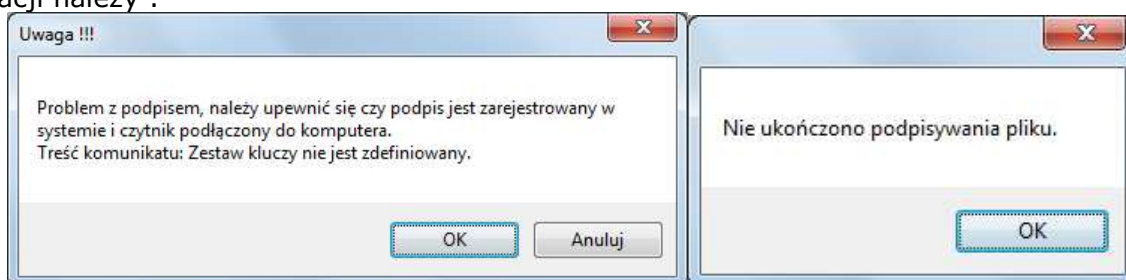 acji należy :
Uwaga !!!
Problem z podpisem, należy upewnić się czy podpis jest zarejestrowany w
systemie i czytnik podłączony do komputera.
Treść komunikatu: Zestaw kluczy nie jest zdefiniowany.
OK
Anuluj
Nie ukończono podpisywania pliku.
OK